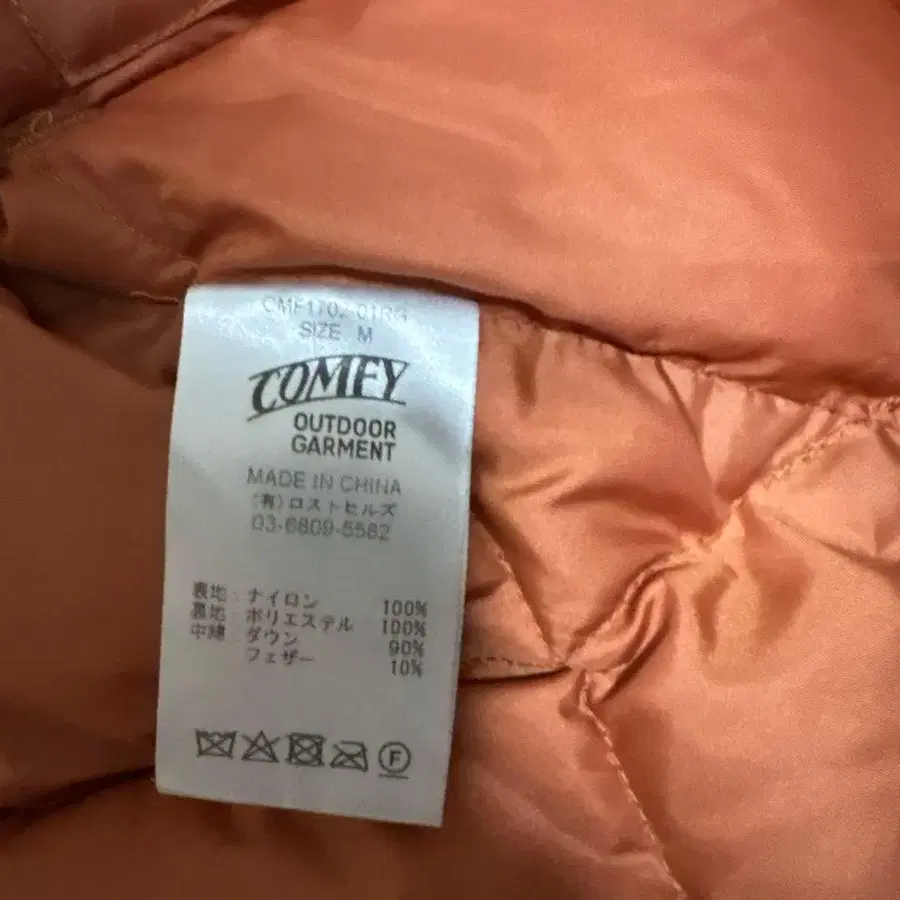 SIZE M
COMFY
OUTDOOR
GARMENT
MADE IN CHINA
(有)ロストヒルズ
03-6809-5582
表地:ナイロン 100%
裏地:ポリエステル 100%
中綿:ダウン 90%
フェザー 10%
F